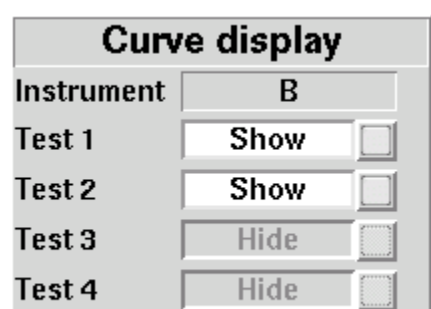 Curve display
Instrument B
Test 1 Show
Test 2 Show
Test 3 Hide
Test 4 Hide